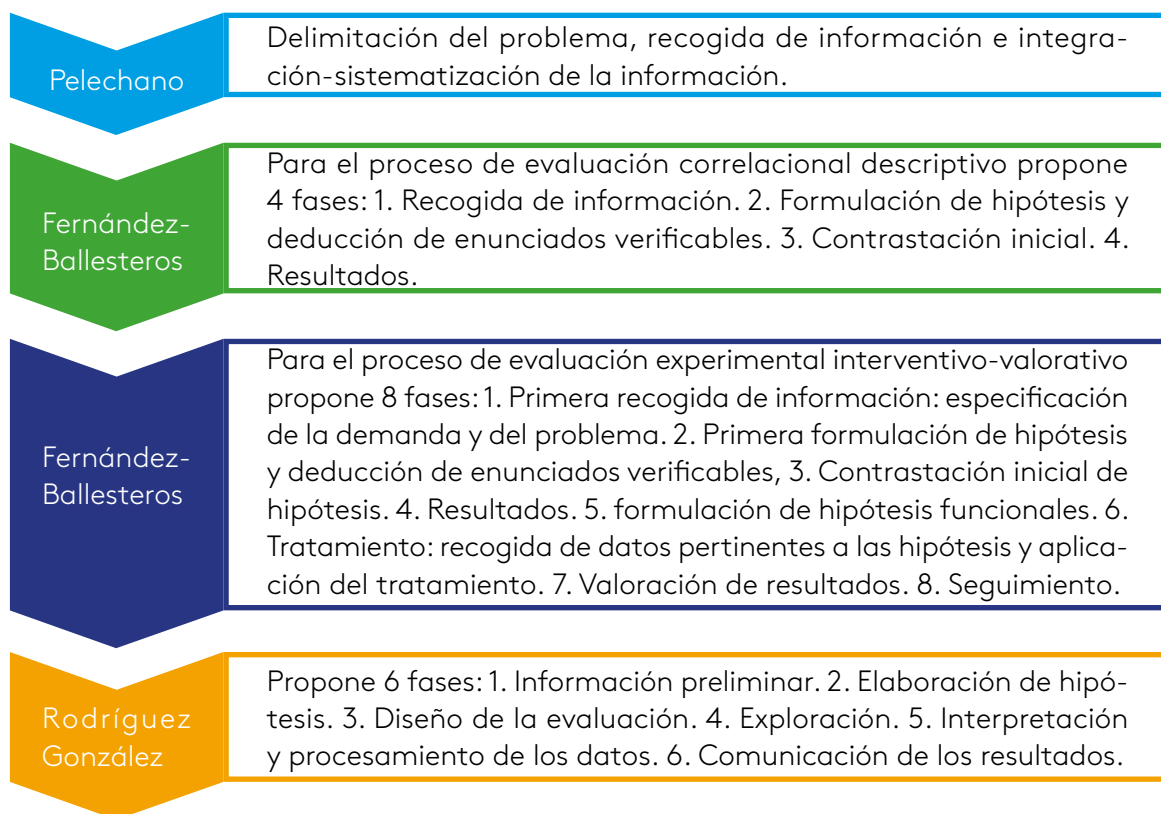 Pelechano
Delimitación del problema, recogida de información e integra-
ción-sistematización de la información.
Fernández-
Ballesteros
Para el proceso de evaluación correlacional descriptivo propone
4 fases: 1. Recogida de información. 2. Formulación de hipótesis y
deducción de enunciados verificables. 3. Contrastación inicial. 4.
Resultados.
Fernández-
Ballesteros
Para el proceso de evaluación experimental interventivo-valorativo
propone 8 fases: 1. Primera recogida de información: especificación
de la demanda y del problema. 2. Primera formulación de hipótesis
y deducción de enunciados verificables, 3. Contrastación inicial de
hipótesis. 4. Resultados. 5. formulación de hipótesis funcionales. 6.
Tratamiento: recogida de datos pertinentes a las hipótesis y aplica-
ción del tratamiento. 7. Valoración de resultados. 8. Seguimiento.
Rodríguez
González
Propone 6 fases: 1. Información preliminar. 2. Elaboración de hipó-
tesis. 3. Diseño de la evaluación. 4. Exploración. 5. Interpretación
y procesamiento de los datos. 6. Comunicación de los resultados.